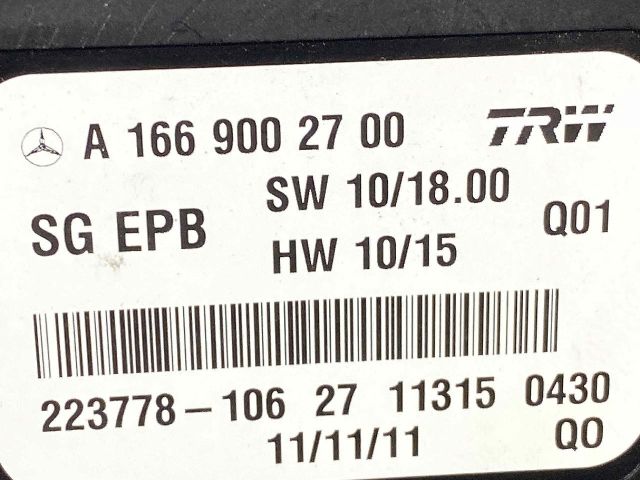 A 166 900 27 00 TRW
SW 10/18.00
SG EPB Q01
HW 10/15
223778-106 27 11315 0430
11/11/11 Q0